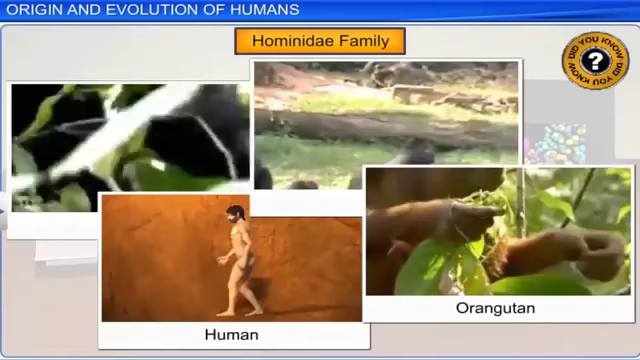 ORIGIN AND EVOLUTION OF HUMANS
Hominidae Family
DID YOU KNOW
?
DID YOU KNOW
Human
Orangutan